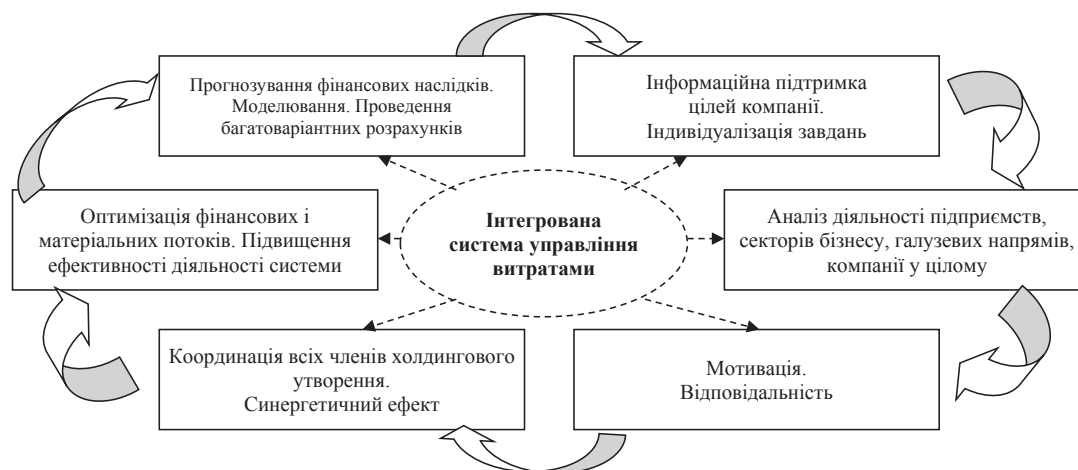 Прогнозування фінансових наслідків.
Моделювання. Проведення
багатоваріантних розрахунків
Інформаційна підтримка
цілей компанії.
Індивідуалізація завдань
Оптимізація фінансових і
матеріальних потоків. Підвищення
ефективності діяльності системи
Інтегрована
система управління
витратами
Аналіз діяльності підприємств,
секторів бізнесу, галузевих напрямів,
компанії у цілому
Координація всіх членів холдингового
утворення.
Синергетичний ефект
Мотивація.
Відповідальність